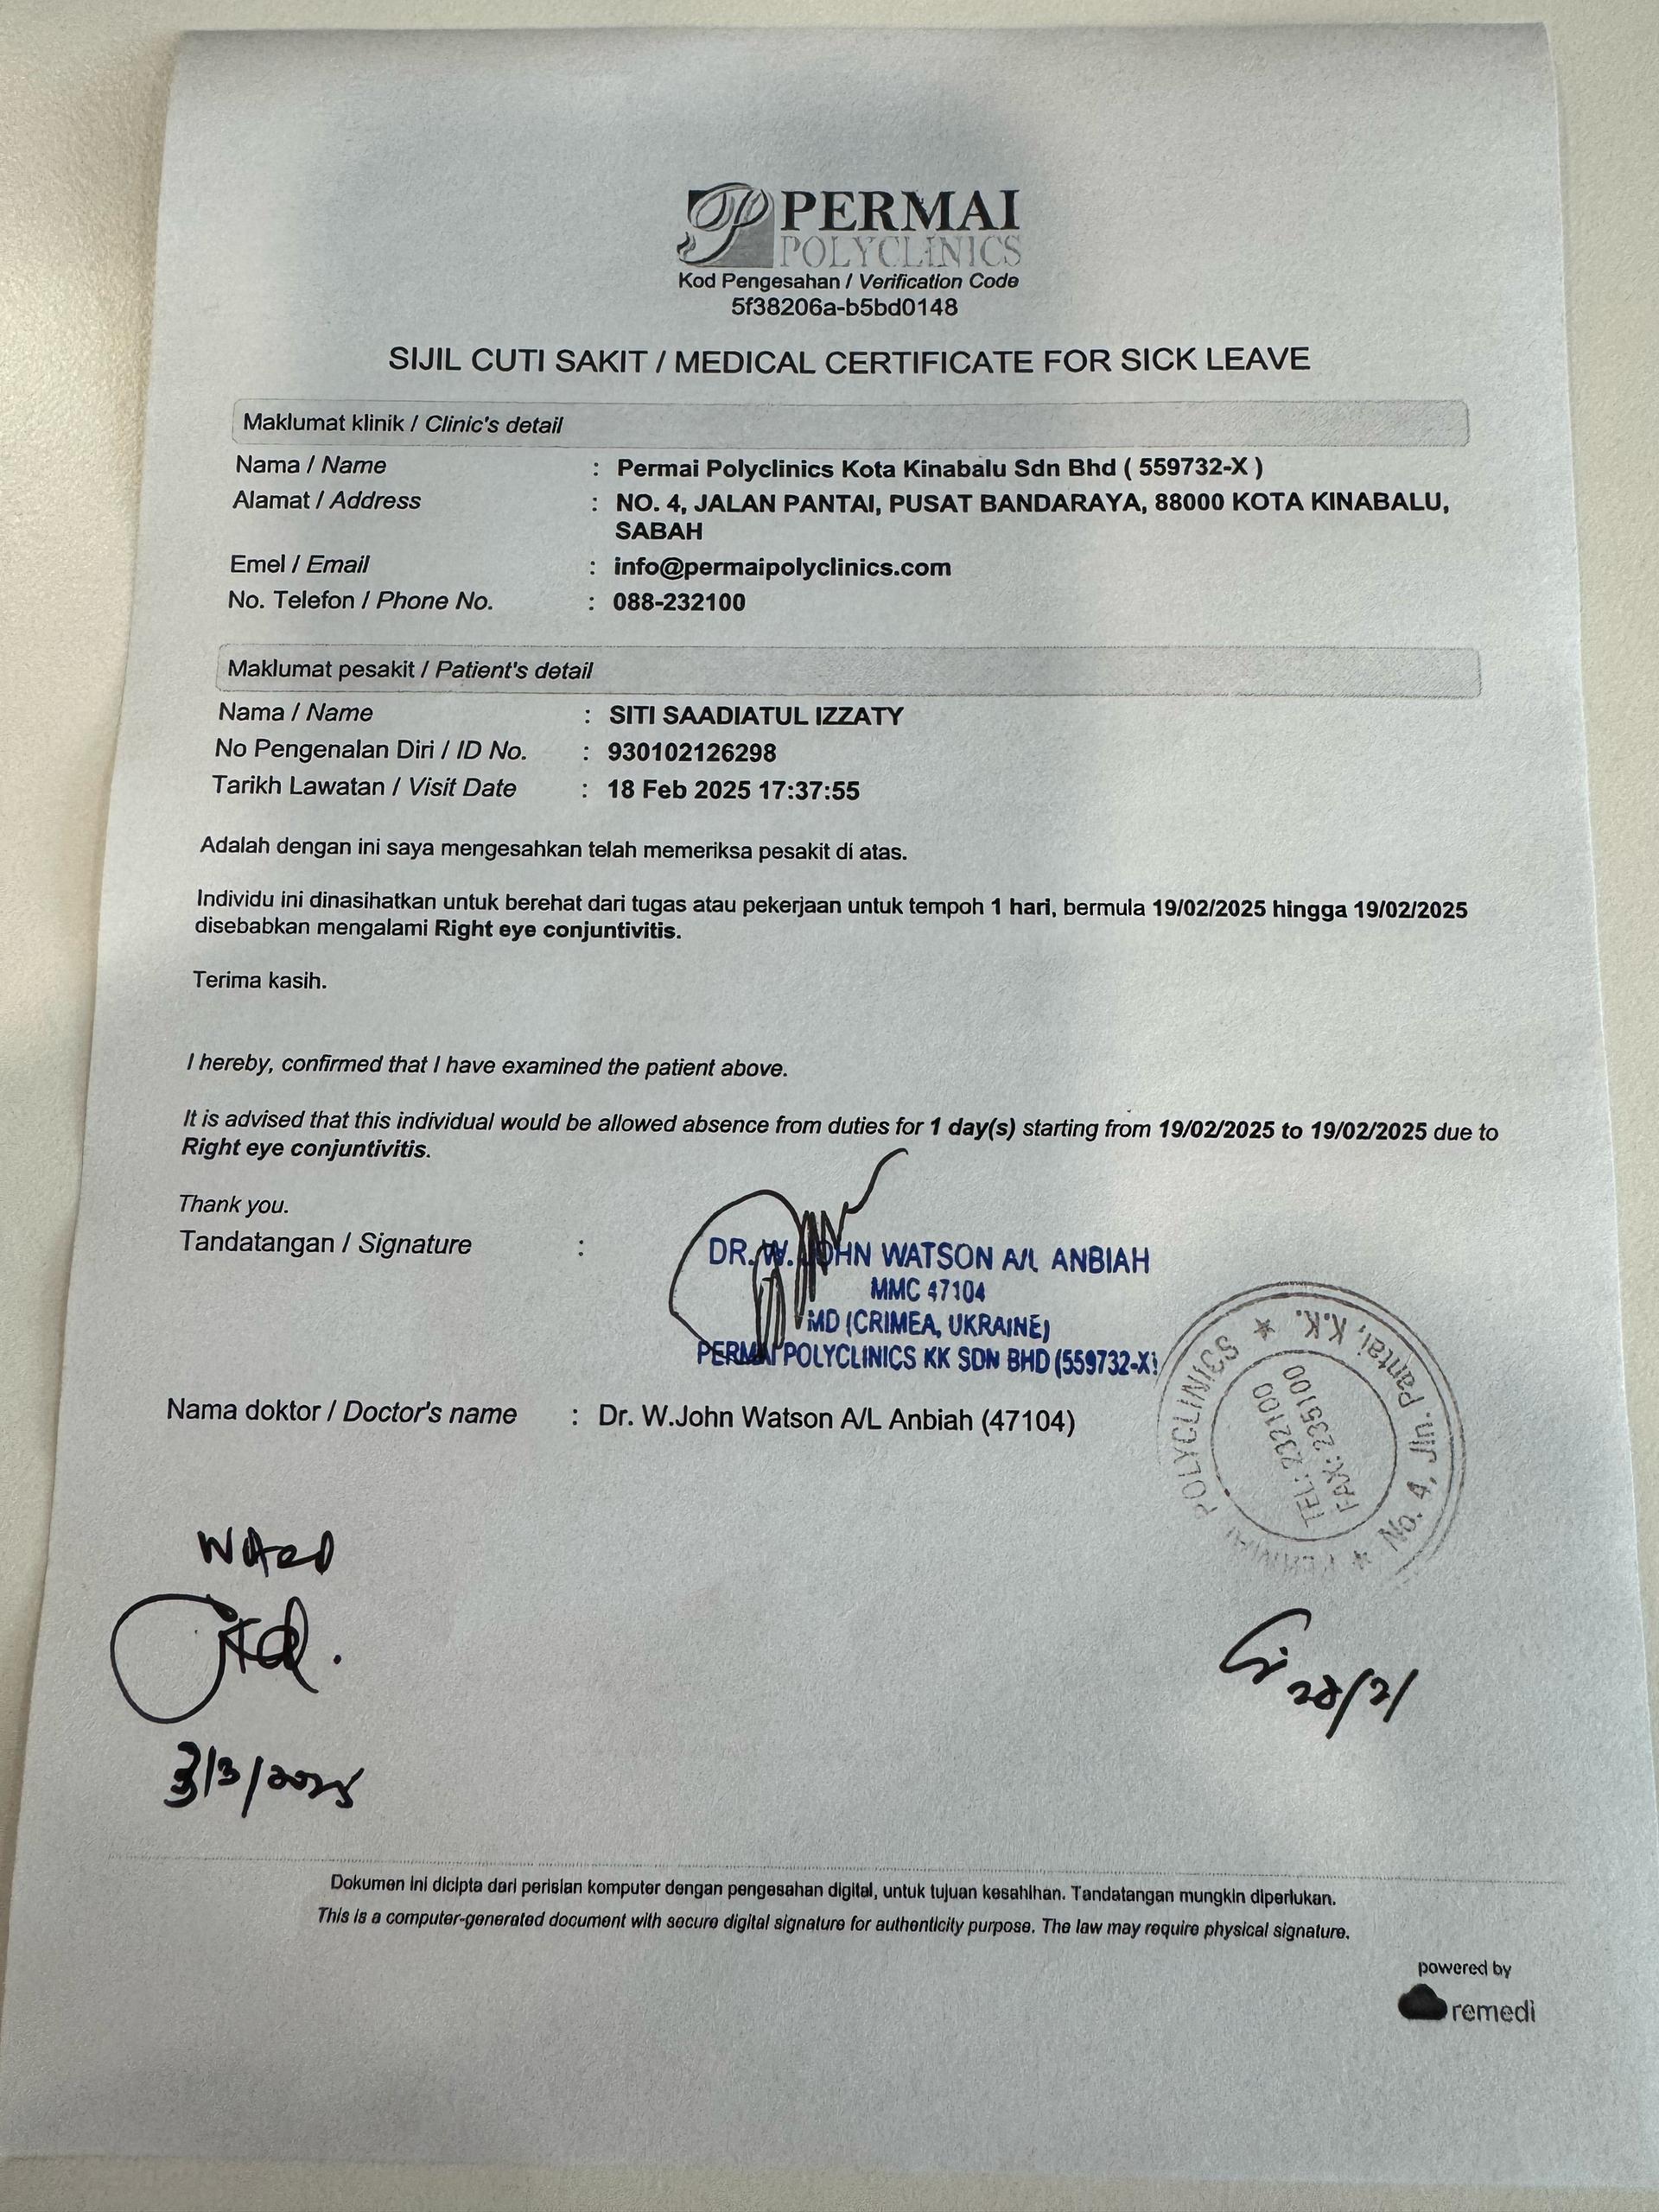 PERMAI
POLYCLINICS
Kod Pengesahan / Verification Code
5f38206a-b5bd0148
SIJIL CUTI SAKIT / MEDICAL CERTIFICATE FOR SICK LEAVE
Maklumat klinik / Clinic's detail
Nama / Name : Permai Polyclinics Kota Kinabalu Sdn Bhd ( 559732-X )
Alamat / Address : NO. 4, JALAN PANTAI, PUSAT BANDARAYA, 88000 KOTA KINABALU,
SABAH
Emel / Email : info@permaipolyclinics.com
No. Telefon / Phone No. : 088-232100
Maklumat pesakit / Patient's detail
Nama / Name : SITI SAADIATUL IZZATY
No Pengenalan Diri / ID No. : 930102126298
Tarikh Lawatan / Visit Date : 18 Feb 2025 17:37:55
Adalah dengan ini saya mengesahkan telah memeriksa pesakit di atas.
Individu ini dinasihatkan untuk berehat dari tugas atau pekerjaan untuk tempoh 1 hari, bermula 19/02/2025 hingga 19/02/2025
disebabkan mengalami Right eye conjuntivitis.
Terima kasih.
I hereby, confirmed that I have examined the patient above.
It is advised that this individual would be allowed absence from duties for 1 day(s) starting from 19/02/2025 to 19/02/2025 due to
Right eye conjuntivitis.
Thank you.
Tandatangan / Signature :
DR. W. JOHN WATSON A/L ANBIAH
MMC 47104
MD (CRIMEA, UKRAINE)
PERMAI POLYCLINICS KK SDN BHD (559732-X)
Nama doktor / Doctor's name : Dr. W.John Watson A/L Anbiah (47104)
PERMAI POLYCLINICS ★ No. 4, Jln. Pantai, K.K. ★
TEL: 232100
FAX: 235100
3/3/2025
Dokumen ini dicipta dari perisian komputer dengan pengesahan digital, untuk tujuan kesahihan. Tandatangan mungkin diperlukan.
This is a computer-generated document with secure digital signature for authenticity purpose. The law may require physical signature.
powered by
remedi